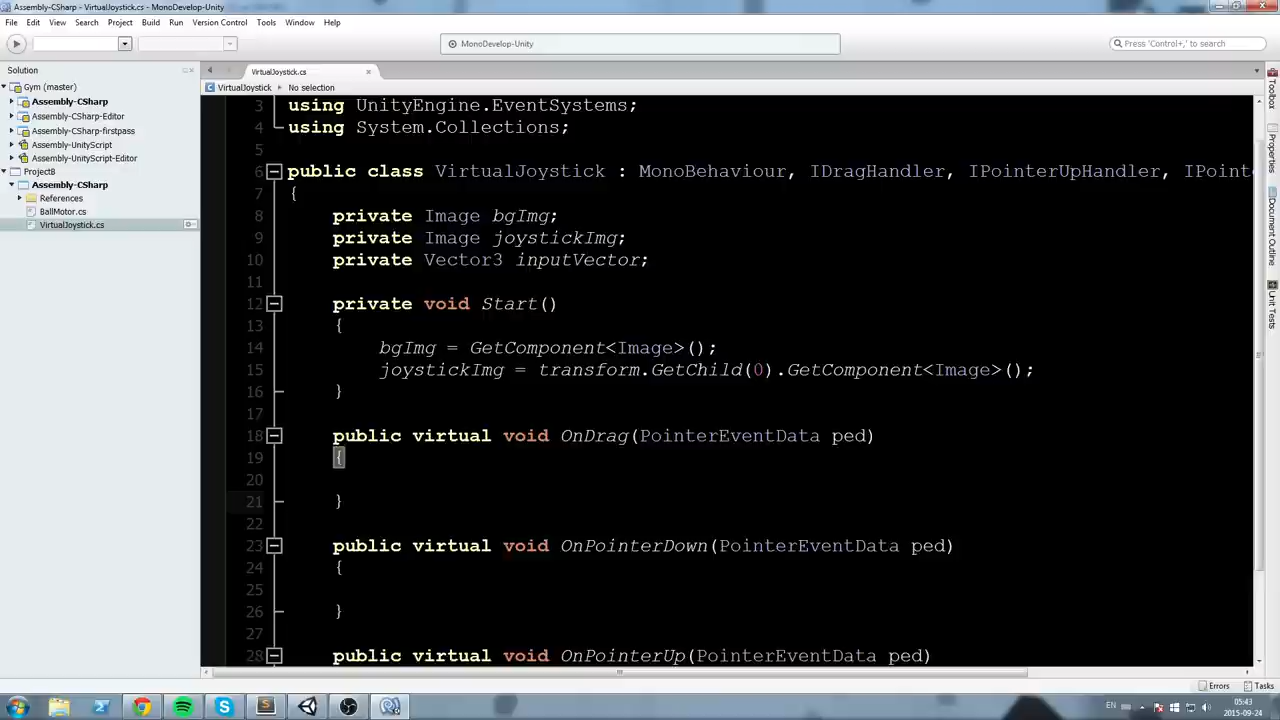 Assembly-CSharp - VirtualJoystick.cs - MonoDevelop-Unity
File Edit View Search Project Build Run Version Control Tools Window Help
MonoDevelop-Unity
Press 'Control+,' to search
Solution
VirtualJoystick.cs
VirtualJoystick No selection
Gym (master)
Assembly-CSharp
Assembly-CSharp-Editor
Assembly-CSharp-firstpass
Assembly-UnityScript
Assembly-UnityScript-Editor
ProjectB
Assembly-CSharp
References
BallMotor.cs
VirtualJoystick.cs
3 using UnityEngine.EventSystems;
4 using System.Collections;
5
6 public class VirtualJoystick : MonoBehaviour, IDragHandler, IPointerUpHandler, IPointe
7 {
8 private Image bgImg;
9 private Image joystickImg;
10 private Vector3 inputVector;
11
12 private void Start()
13 {
14 bgImg = GetComponent<Image>();
15 joystickImg = transform.GetChild(0).GetComponent<Image>();
16 }
17
18 public virtual void OnDrag(PointerEventData ped)
19 {
20
21 }
22
23 public virtual void OnPointerDown(PointerEventData ped)
24 {
25
26 }
27
28 public virtual void OnPointerUp(PointerEventData ped)
Toolbox
Properties
Document Outline
Unit Tests
Errors Tasks
EN
05:43
2015-09-24